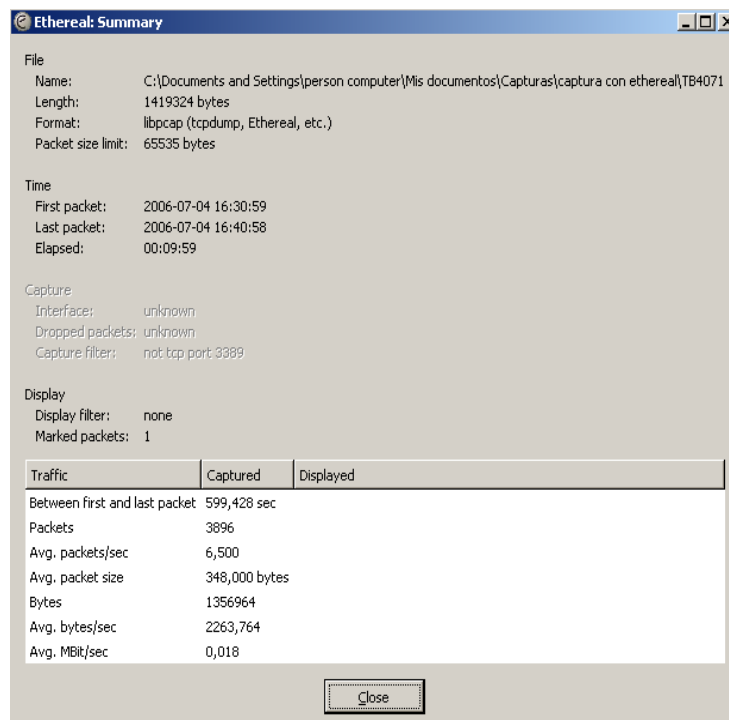 Ethereal: Summary
File
Name: C:\Documents and Settings\person computer\Mis documentos\Capturas\captura con ethereal\TB4071
Length: 1419324 bytes
Format: libpcap (tcpdump, Ethereal, etc.)
Packet size limit: 65535 bytes
Time
First packet: 2006-07-04 16:30:59
Last packet: 2006-07-04 16:40:58
Elapsed: 00:09:59
Capture
Interface: unknown
Dropped packets: unknown
Capture filter: not tcp port 3389
Display
Display filter: none
Marked packets: 1
Traffic Captured Displayed
Between first and last packet 599,428 sec
Packets 3896
Avg. packets/sec 6,500
Avg. packet size 348,000 bytes
Bytes 1356964
Avg. bytes/sec 2263,764
Avg. MBit/sec 0,018
Close